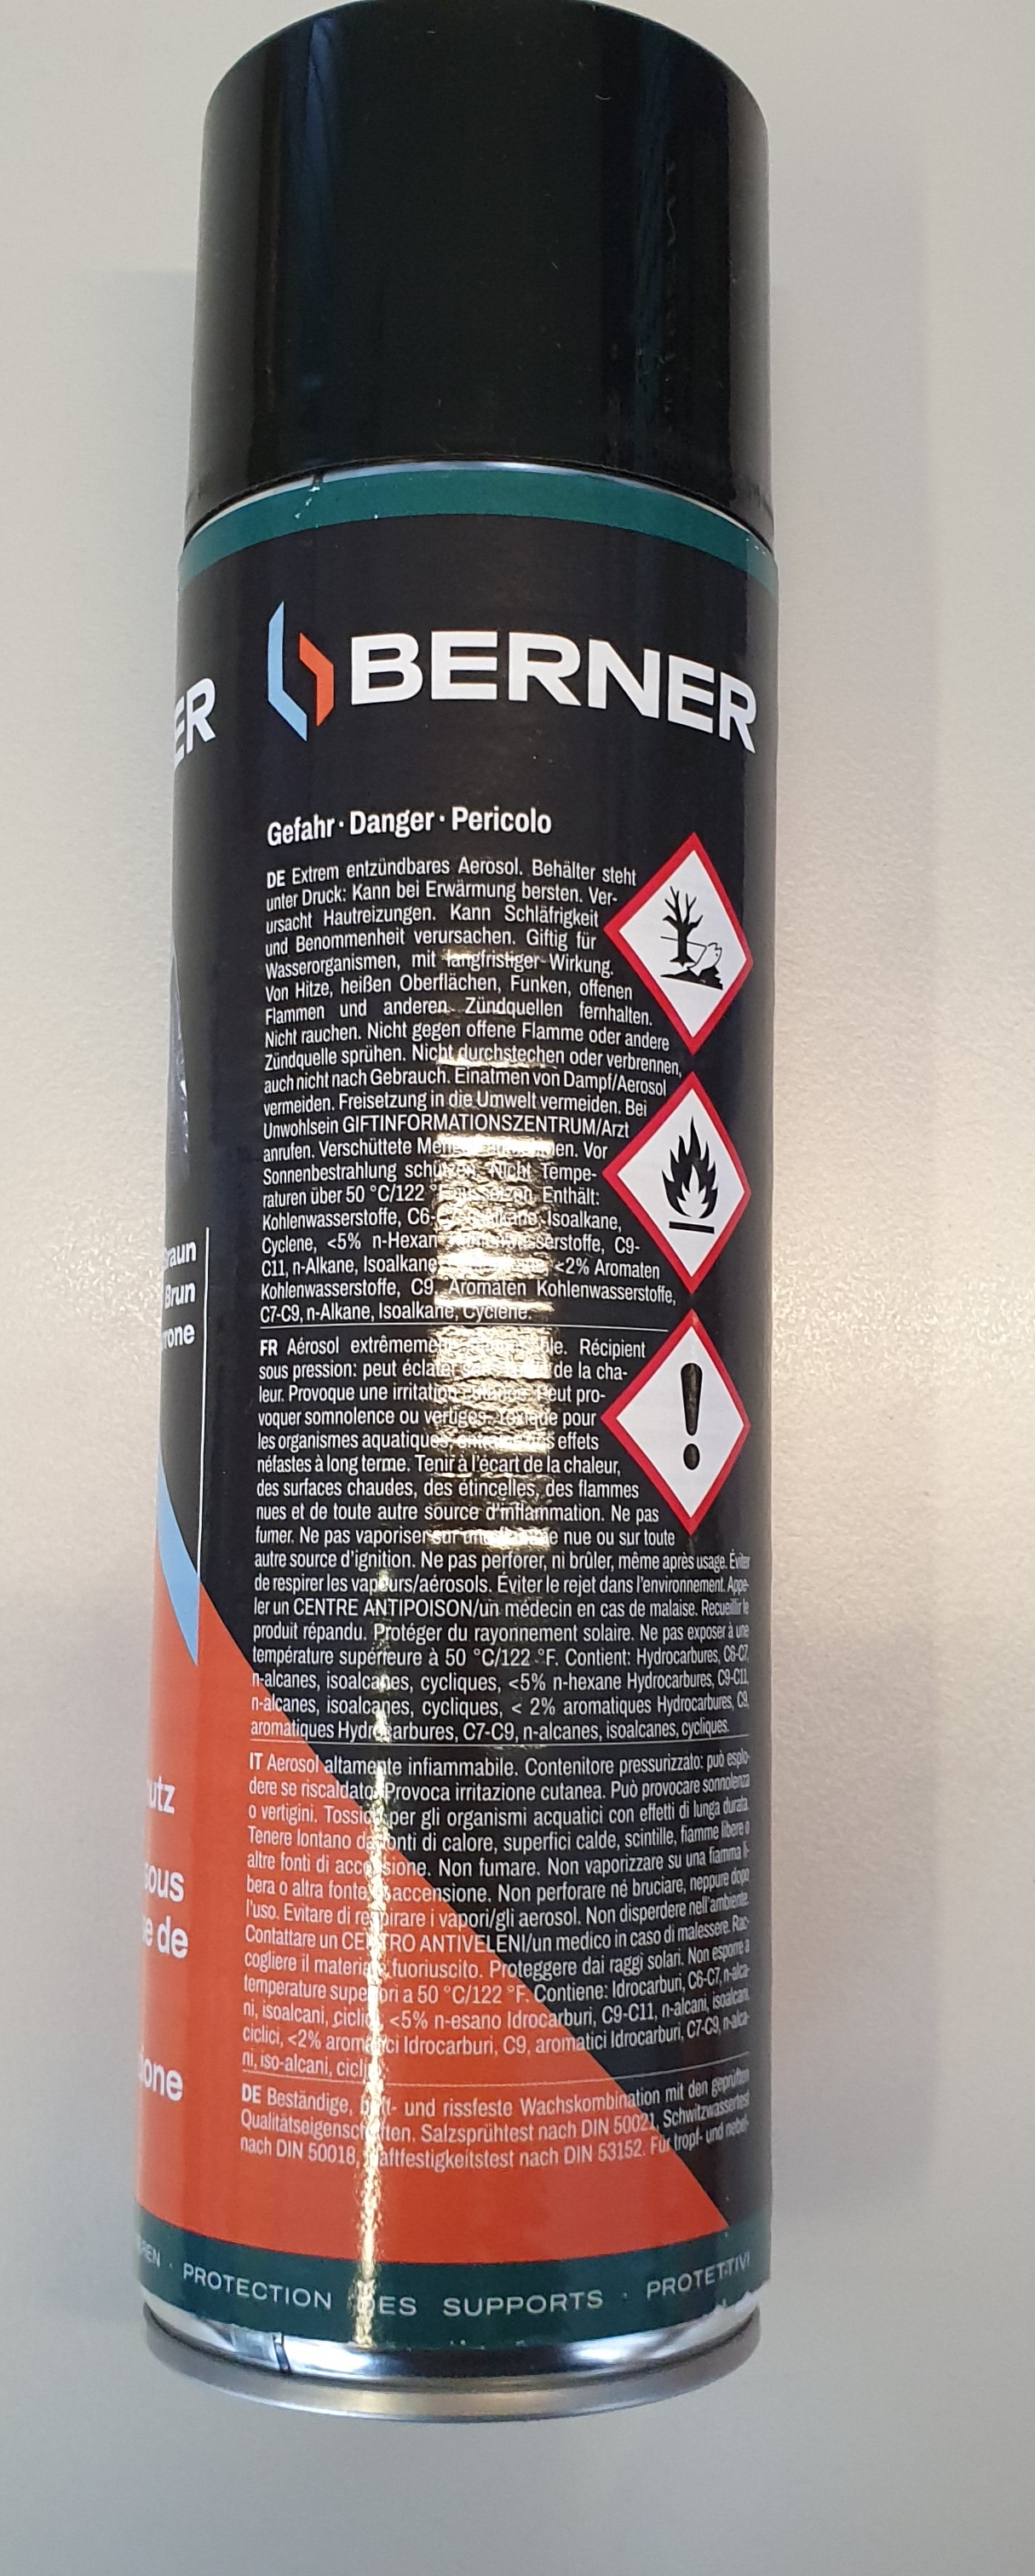 ER
BERNER
Gefahr · Danger · Pericolo
DE Extrem entzündbares Aerosol. Behälter steht
unter Druck: Kann bei Erwärmung bersten. Ver-
ursacht Hautreizungen. Kann Schläfrigkeit
und Benommenheit verursachen. Giftig für
Wasserorganismen, mit langfristiger Wirkung.
Von Hitze, heißen Oberflächen, Funken, offenen
Flammen und anderen Zündquellen fernhalten.
Nicht rauchen. Nicht gegen offene Flamme oder andere
Zündquelle sprühen. Nicht durchstechen oder verbrennen,
auch nicht nach Gebrauch. Einatmen von Dampf/Aerosol
vermeiden. Freisetzung in die Umwelt vermeiden. Bei
Unwohlsein GIFTINFORMATIONSZENTRUM/Arzt
anrufen. Verschüttete Vor
Sonnenbestrahlung schützen. Nicht Tempe-
raturen über 50 °C/122 Enthält:
Kohlenwasserstoffe, Isoalkane,
Cyclene, <5% n-Hexan C9-
C11, n-Alkane, Isoalkane, <2% Aromaten
Kohlenwasserstoffe, C9, Aromaten Kohlenwasserstoffe,
C7-C9, n-Alkane, Isoalkane, Cyclene.
FR Aérosol Récipient
sous pression: peut éclater de la cha-
leur. Provoque une irritation Peut pro-
voquer somnolence ou vertiges. Toxique pour
les organismes aquatiques, effets
néfastes à long terme. Tenir à l'écart de la chaleur,
des surfaces chaudes, des étincelles, des flammes
nues et de toute autre source d'inflammation. Ne pas
fumer. Ne pas vaporiser sur une nue ou sur toute
autre source d'ignition. Ne pas perforer, ni brûler, même après usage. Éviter
de respirer les vapeurs/aérosols. Éviter le rejet dans l'environnement. Appe-
ler un CENTRE ANTIPOISON/un médecin en cas de malaise. Recueillir le
produit répandu. Protéger du rayonnement solaire. Ne pas exposer à une
température supérieure à 50 °C/122 °F. Contient: Hydrocarbures, C6-C7,
n-alcanes, isoalcanes, cycliques, <5% n-hexane Hydrocarbures, C9-C11,
n-alcanes, isoalcanes, cycliques, < 2% aromatiques Hydrocarbures, C9,
aromatiques Hydrocarbures, C7-C9, n-alcanes, isoalcanes, cycliques.
IT Aerosol altamente infiammabile. Contenitore pressurizzato: può esplo-
dere se riscaldato. Provoca irritazione cutanea. Può provocare sonnolenza
o vertigini. Tossico per gli organismi acquatici con effetti di lunga durata.
Tenere lontano da fonti di calore, superfici calde, scintille, fiamme libere o
altre fonti di accensione. Non fumare. Non vaporizzare su una fiamma li-
bera o altra fonte accensione. Non perforare né bruciare, neppure dopo
l'uso. Evitare di respirare i vapori/gli aerosol. Non disperdere nell'ambiente.
Contattare un CENTRO ANTIVELENI/un medico in caso di malessere. Rac-
cogliere il materiale fuoriuscito. Proteggere dai raggi solari. Non esporre a
temperature superiori a 50 °C/122 °F. Contiene: Idrocarburi, C6-C7, n-alca-
ni, isoalcani, ciclici, <5% n-esano Idrocarburi, C9-C11, n-alcani, isoalcani,
ciclici, <2% aromatici Idrocarburi, C9, aromatici Idrocarburi, C7-C9, n-alca-
ni, iso-alcani, ciclici
DE Beständige, und rissfeste Wachskombination mit den geprüften
Qualitätseigenschaften. Salzsprühtest nach DIN 50021, Schwitzwassertest
nach DIN 50018, Haftfestigkeitstest nach DIN 53152. Für tropf- und nebel-
Braun
Brun
rone
utz
sous
e de
ione
PROTECTION DES SUPPORTS · PROTETTIVI